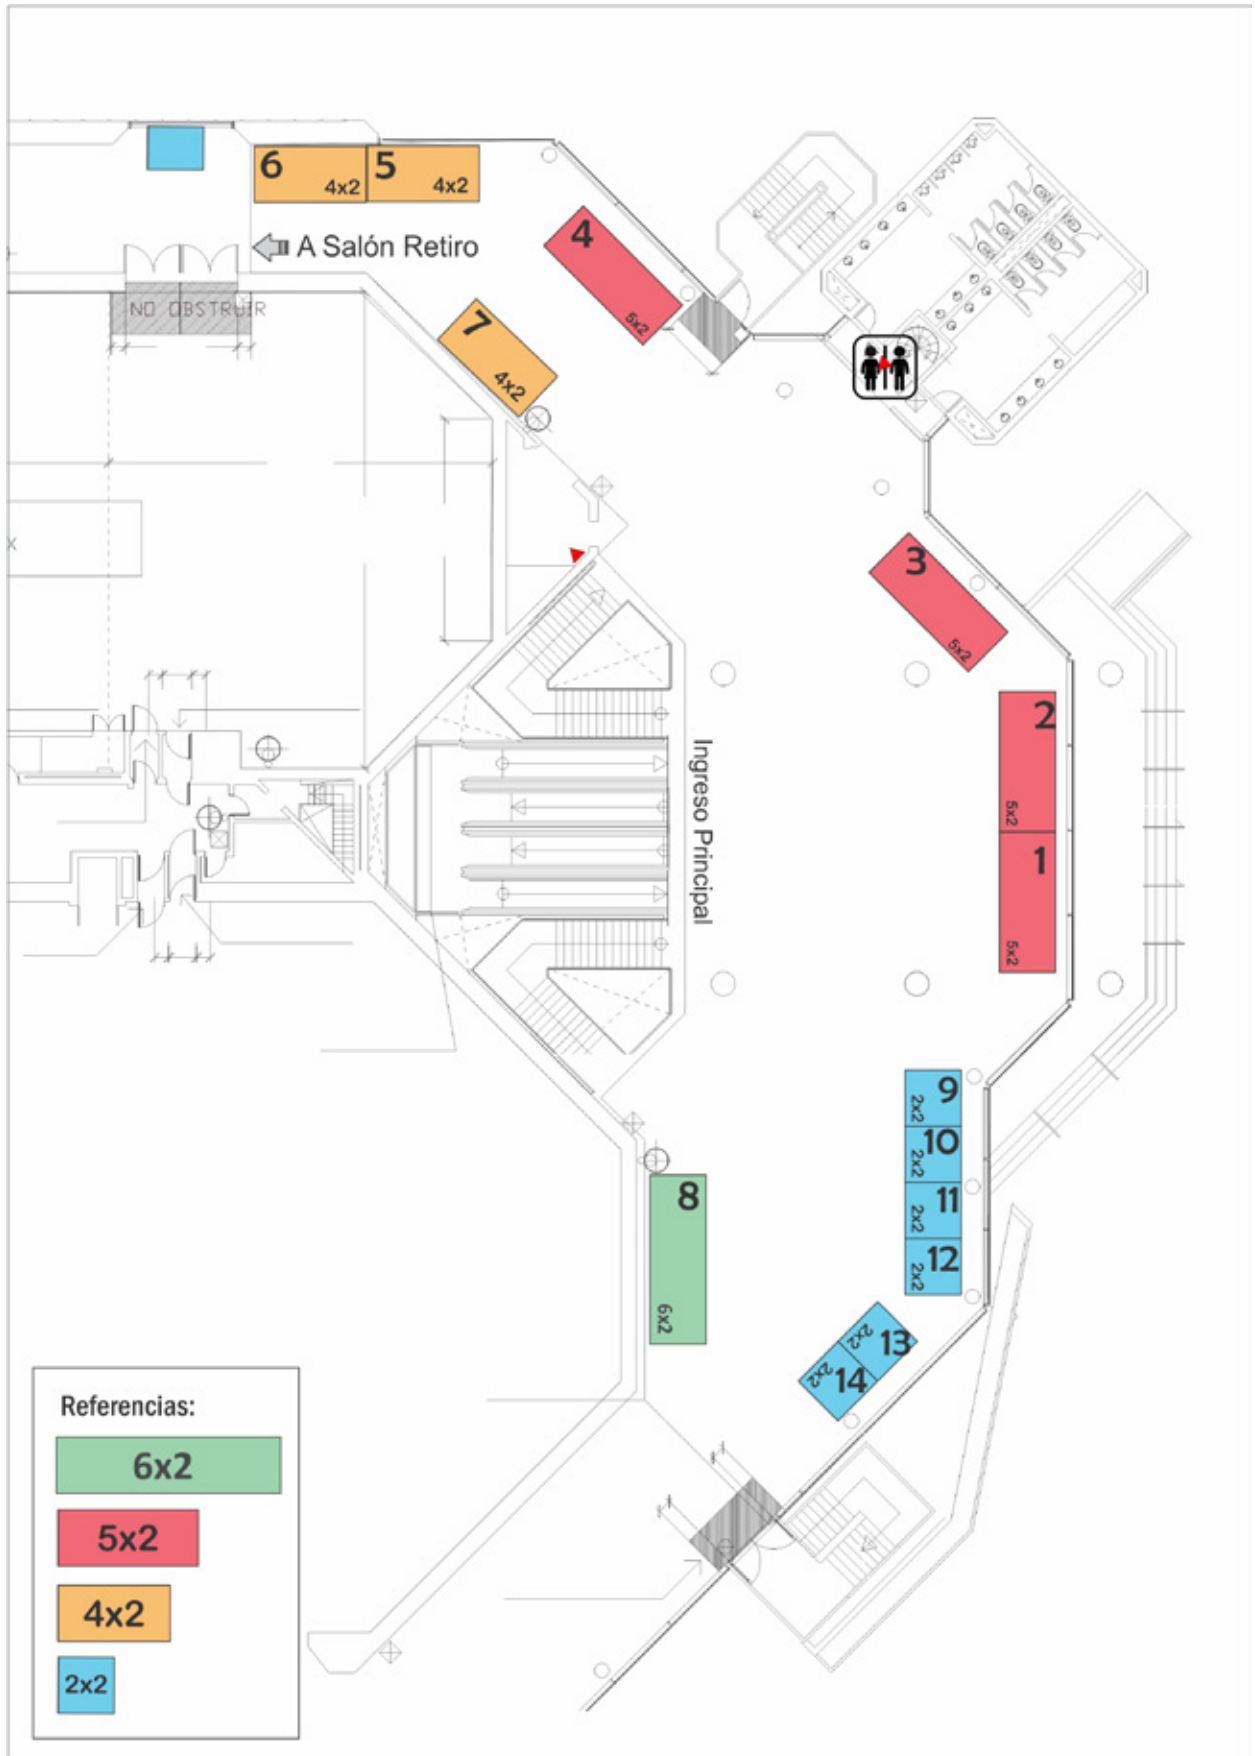 6
4x2
5
4x2
4
5x2
A Salón Retiro
NO OBSTRUIR
7
4x2
X
3
5x2
2
5x2
1
5x2
Ingreso Principal
9
2x2
10
2x2
11
2x2
12
2x2
8
6x2
13
2x2
14
2x2
Referencias:
6x2
5x2
4x2
2x2